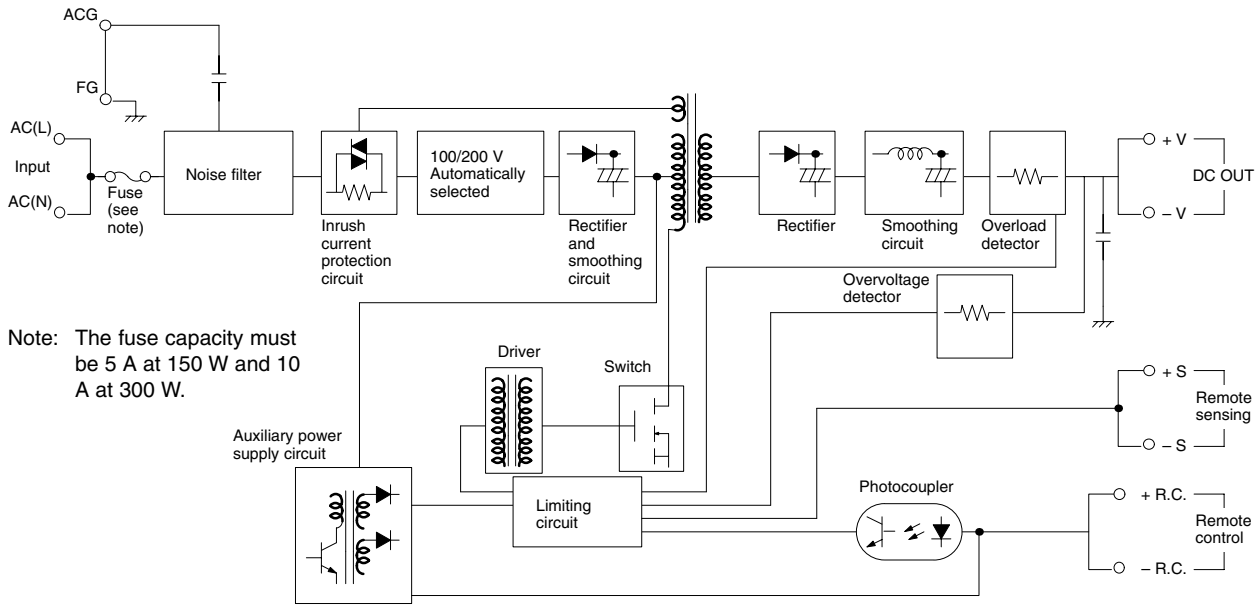 ACG
FG
AC(L)
Input
AC(N)
Fuse
(see
note)
Noise filter
Inrush
current
protection
circuit
100/200 V
Automatically
selected
Rectifier
and
smoothing
circuit
Rectifier
Smoothing
circuit
Overload
detector
+ V
DC OUT
– V
Overvoltage
detector
Note: The fuse capacity must
be 5 A at 150 W and 10
A at 300 W.
Driver
Switch
+ S
Remote
sensing
– S
Auxiliary power
supply circuit
Limiting
circuit
Photocoupler
+ R.C.
Remote
control
– R.C.